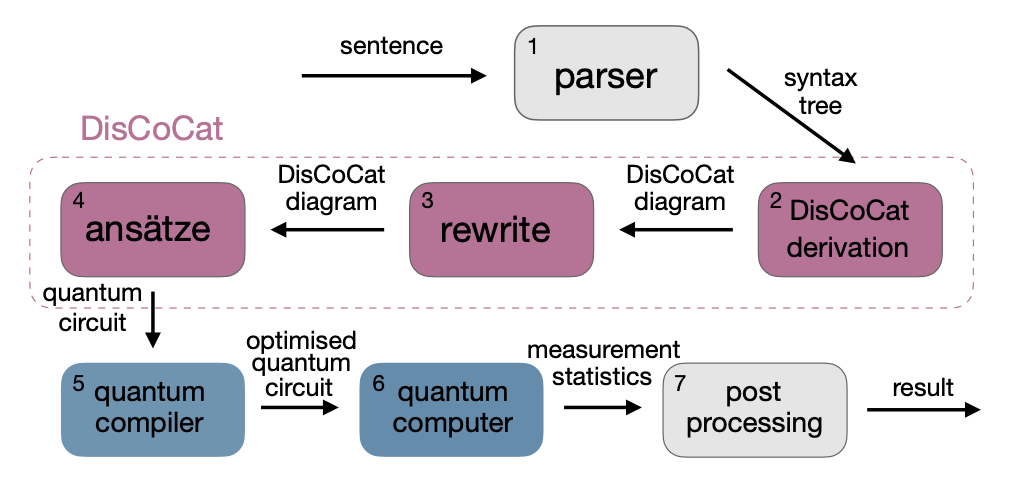 sentence
1
parser
syntax
tree
DisCoCat
4
ansätze
DisCoCat
diagram
3
rewrite
DisCoCat
diagram
2
DisCoCat
derivation
quantum
circuit
5
quantum
compiler
optimised
quantum
circuit
6
quantum
computer
measurement
statistics
7
post
processing
result